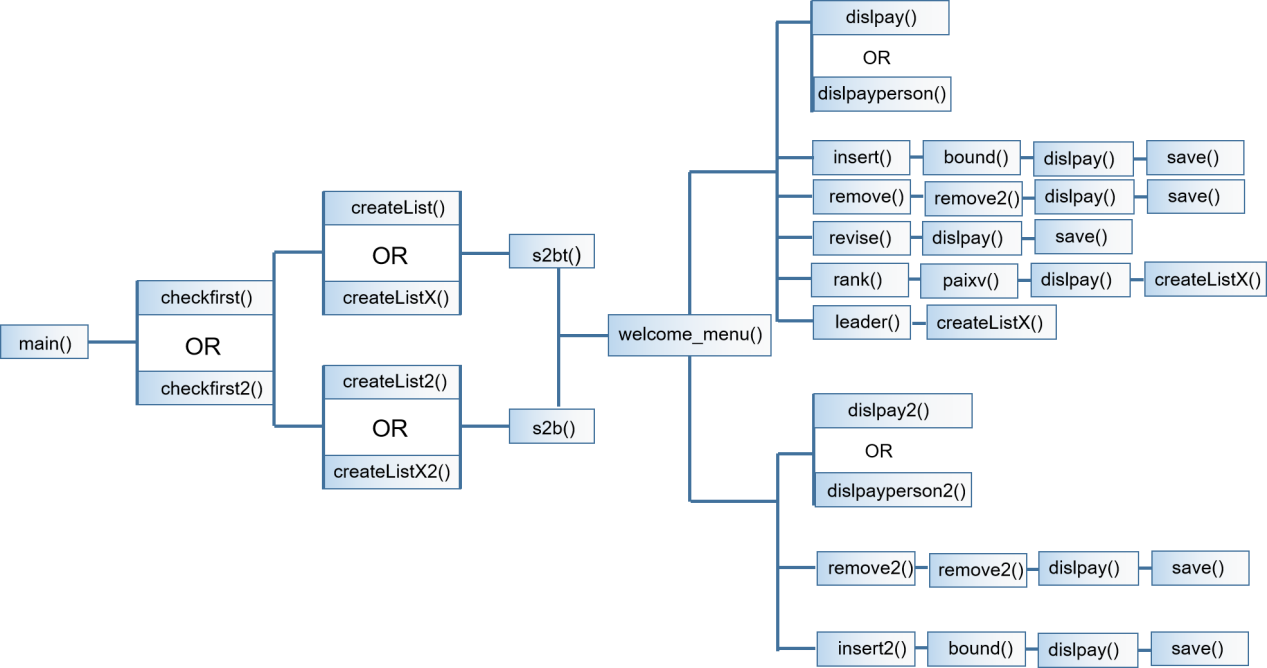 main()
checkfirst()
OR
checkfirst2()
createList()
OR
createListX()
createList2()
OR
createListX2()
s2bt()
s2b()
welcome_menu()
dislpay()
OR
dislpayperson()
insert() bound() dislpay() save()
remove() remove2() dislpay() save()
revise() dislpay() save()
rank() paixv() dislpay() createListX()
leader() createListX()
dislpay2()
OR
dislpayperson2()
remove2() remove2() dislpay() save()
insert2() bound() dislpay() save()